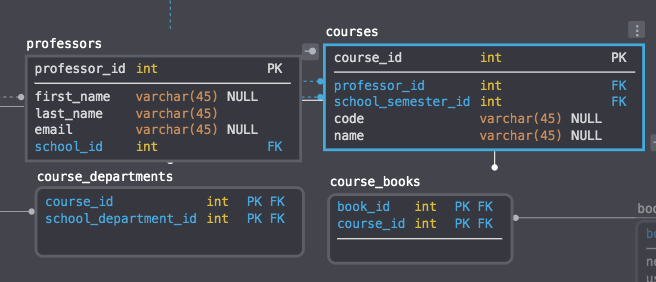 professors
professor_id int PK
first_name varchar(45) NULL
last_name varchar(45)
email varchar(45) NULL
school_id int FK
courses
course_id int PK
professor_id int FK
school_semester_id int FK
code varchar(45) NULL
name varchar(45) NULL
course_departments
course_id int PK FK
school_department_id int PK FK
course_books
book_id int PK FK
course_id int PK FK